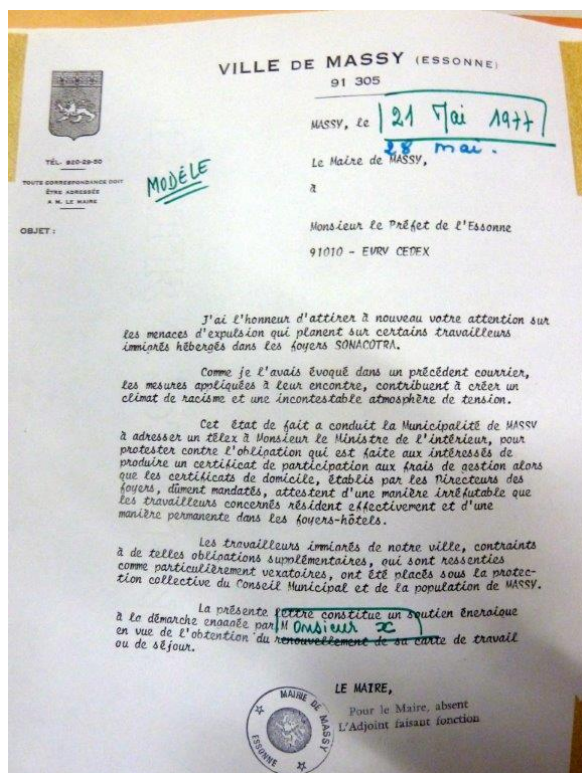 VILLE DE MASSY (ESSONNE)
91 305
MASSY, le 21 Mai 1977
28 mai.
TÉL. 920-29-00
TOUTE CORRESPONDANCE DOIT
ÊTRE ADRESSÉE
A M. LE MAIRE
MODÈLE
Le Maire de MASSY,
à
OBJET :
Monsieur le Préfet de l'Essonne
91010 - EVRY CEDEX
J'ai l'honneur d'attirer à nouveau votre attention sur
les menaces d'expulsion qui planent sur certains travailleurs
immigrés hébergés dans les foyers SONACOTRA.
Comme je l'avais évoqué dans un précédent courrier,
les mesures appliquées à leur encontre, contribuent à créer un
climat de racisme et une incontestable atmosphère de tension.
Cet état de fait a conduit la Municipalité de MASSY
à adresser un télex à Monsieur le Ministre de l'intérieur, pour
protester contre l'obligation qui est faite aux intéressés de
produire un certificat de participation aux frais de gestion alors
que les certificats de domicile, établis par les Directeurs des
foyers, dûment mandatés, attestent d'une manière irréfutable que
les travailleurs concernés résident effectivement et d'une
manière permanente dans les foyers-hôtels.
Les travailleurs immigrés de notre ville, contraints
à de telles obligations supplémentaires, qui sont ressenties
comme particulièrement vexatoires, ont été placés sous la protec-
tion collective du Conseil Municipal et de la population de MASSY.
La présente lettre constitue un soutien énergique
à la démarche engagée par Monsieur x
en vue de l'obtention du renouvellement de sa carte de travail
ou de séjour.
LE MAIRE,
Pour le Maire, absent
L'Adjoint faisant fonction
MAIRIE DE MASSY
ESSONNE